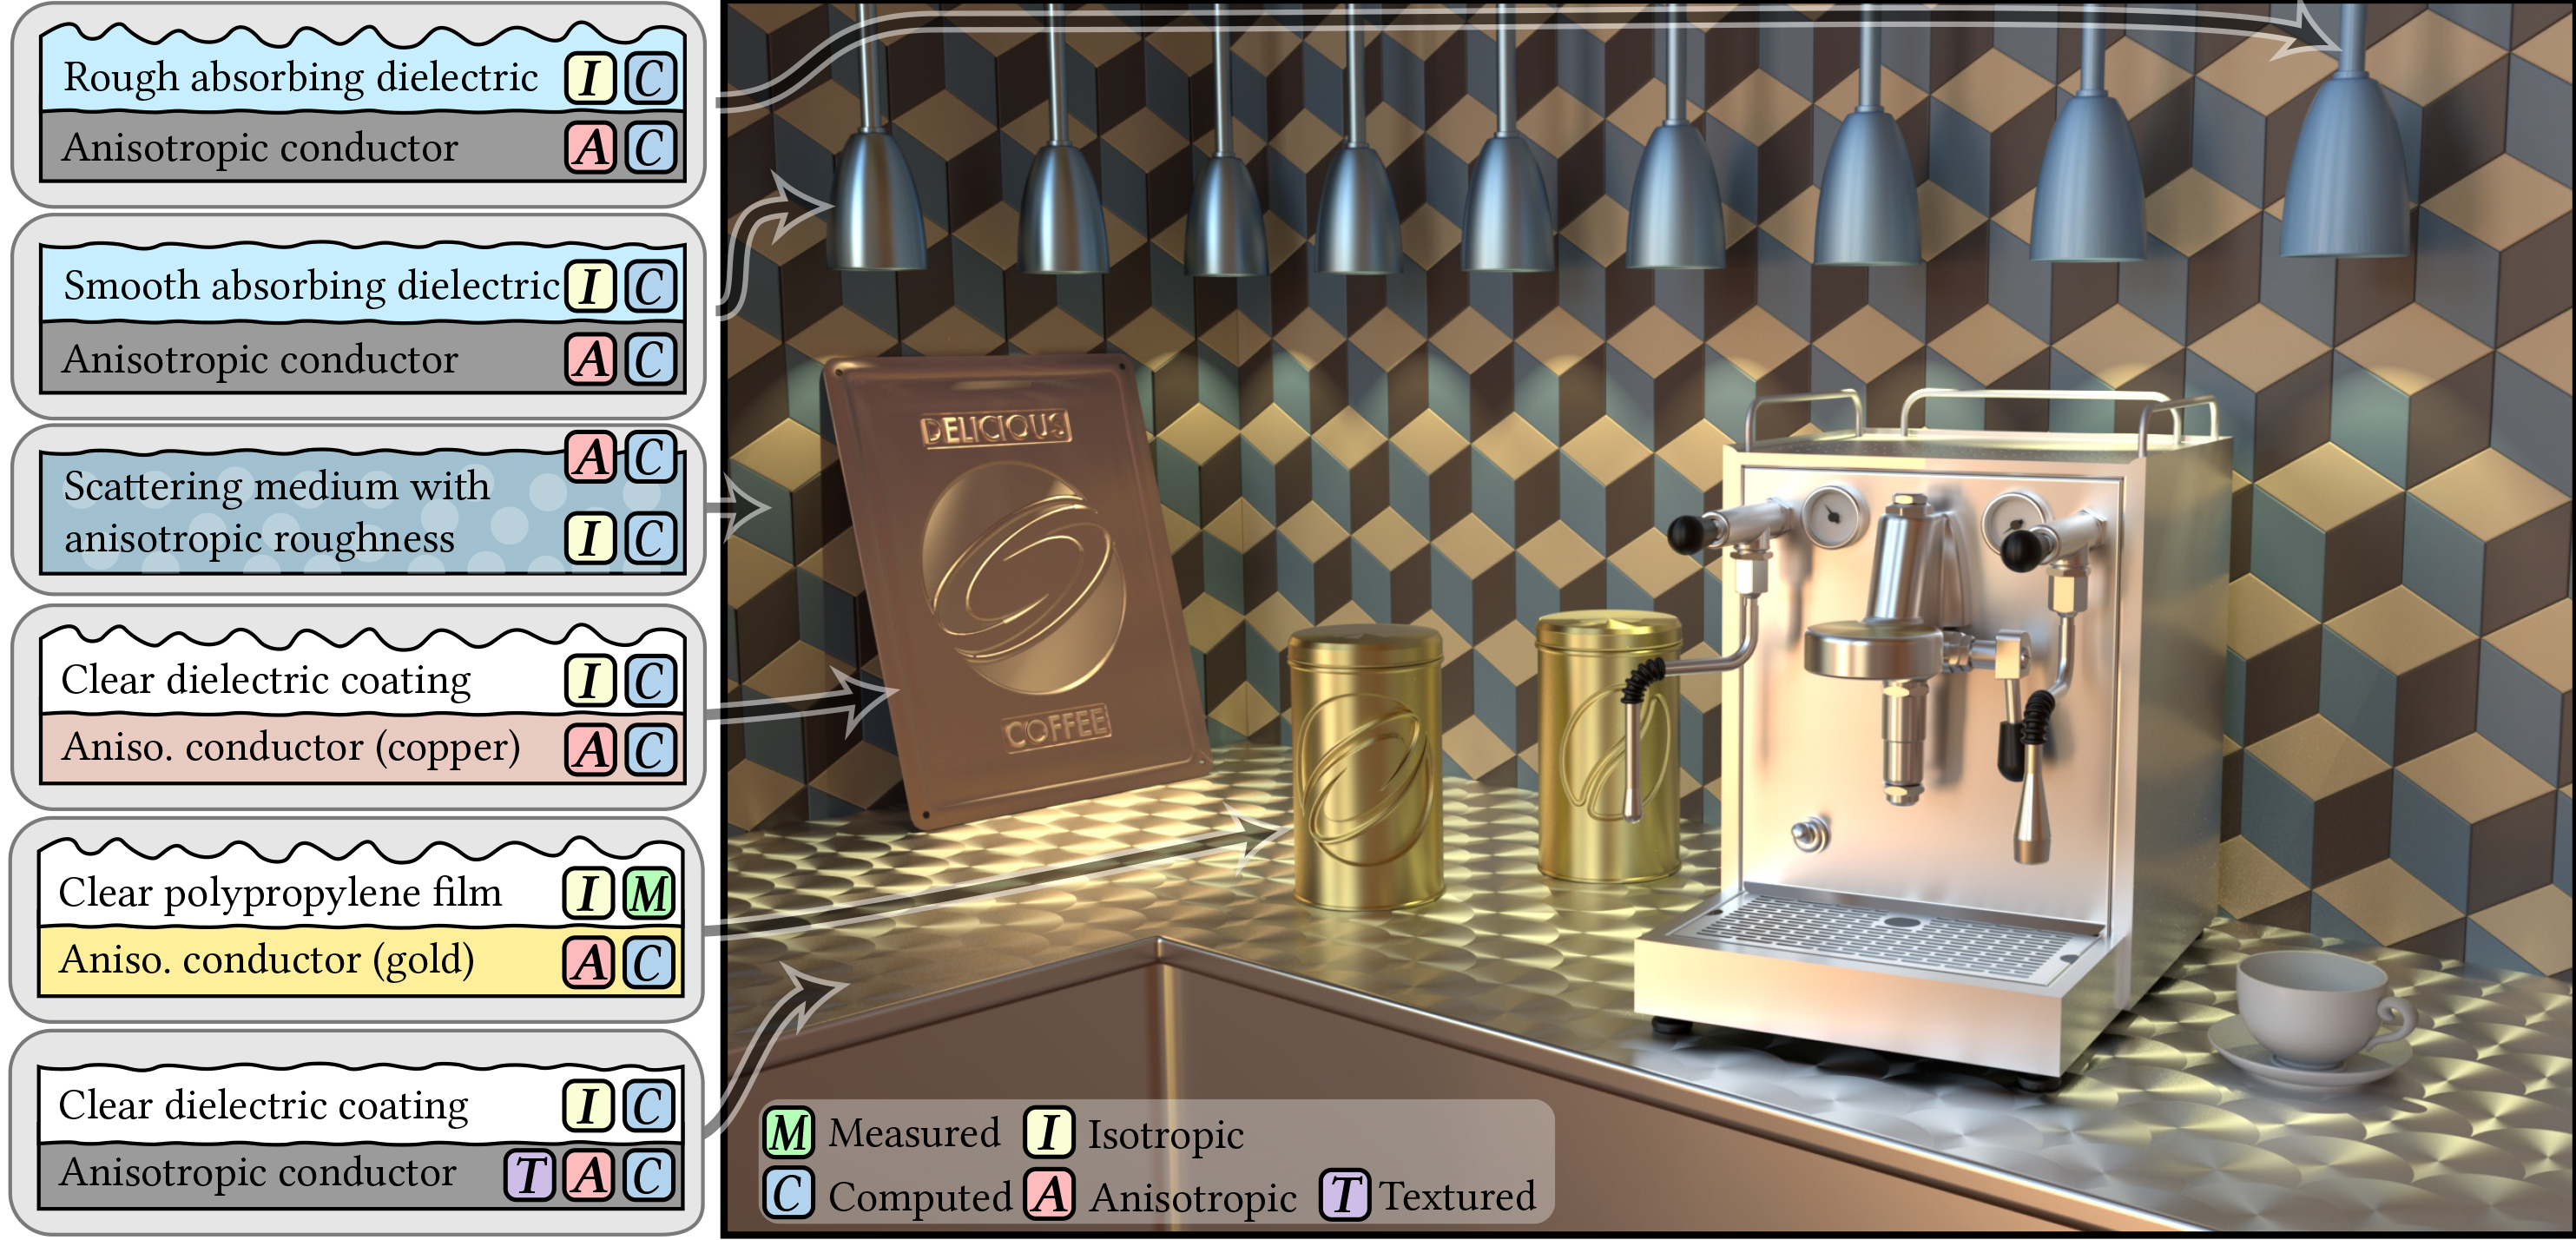 Rough absorbing dielectric I C
Anisotropic conductor A C
Smooth absorbing dielectric I C
Anisotropic conductor A C
A C
Scattering medium with
anisotropic roughness I C
Clear dielectric coating I C
Aniso. conductor (copper) A C
Clear polypropylene film I M
Aniso. conductor (gold) A C
Clear dielectric coating I C
Anisotropic conductor T A C
DELICIOUS
COFFEE
M Measured I Isotropic
C Computed A Anisotropic T Textured